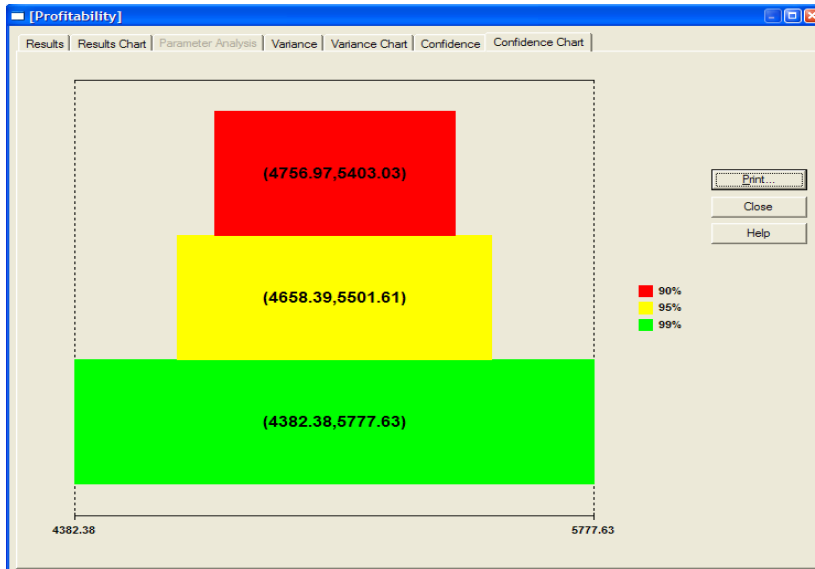 [Profitability]
Results Results Chart Parameter Analysis Variance Variance Chart Confidence Confidence Chart
(4756.97,5403.03)
Print...
Close
Help
(4658.39,5501.61)
90%
95%
99%
(4382.38,5777.63)
4382.38 5777.63